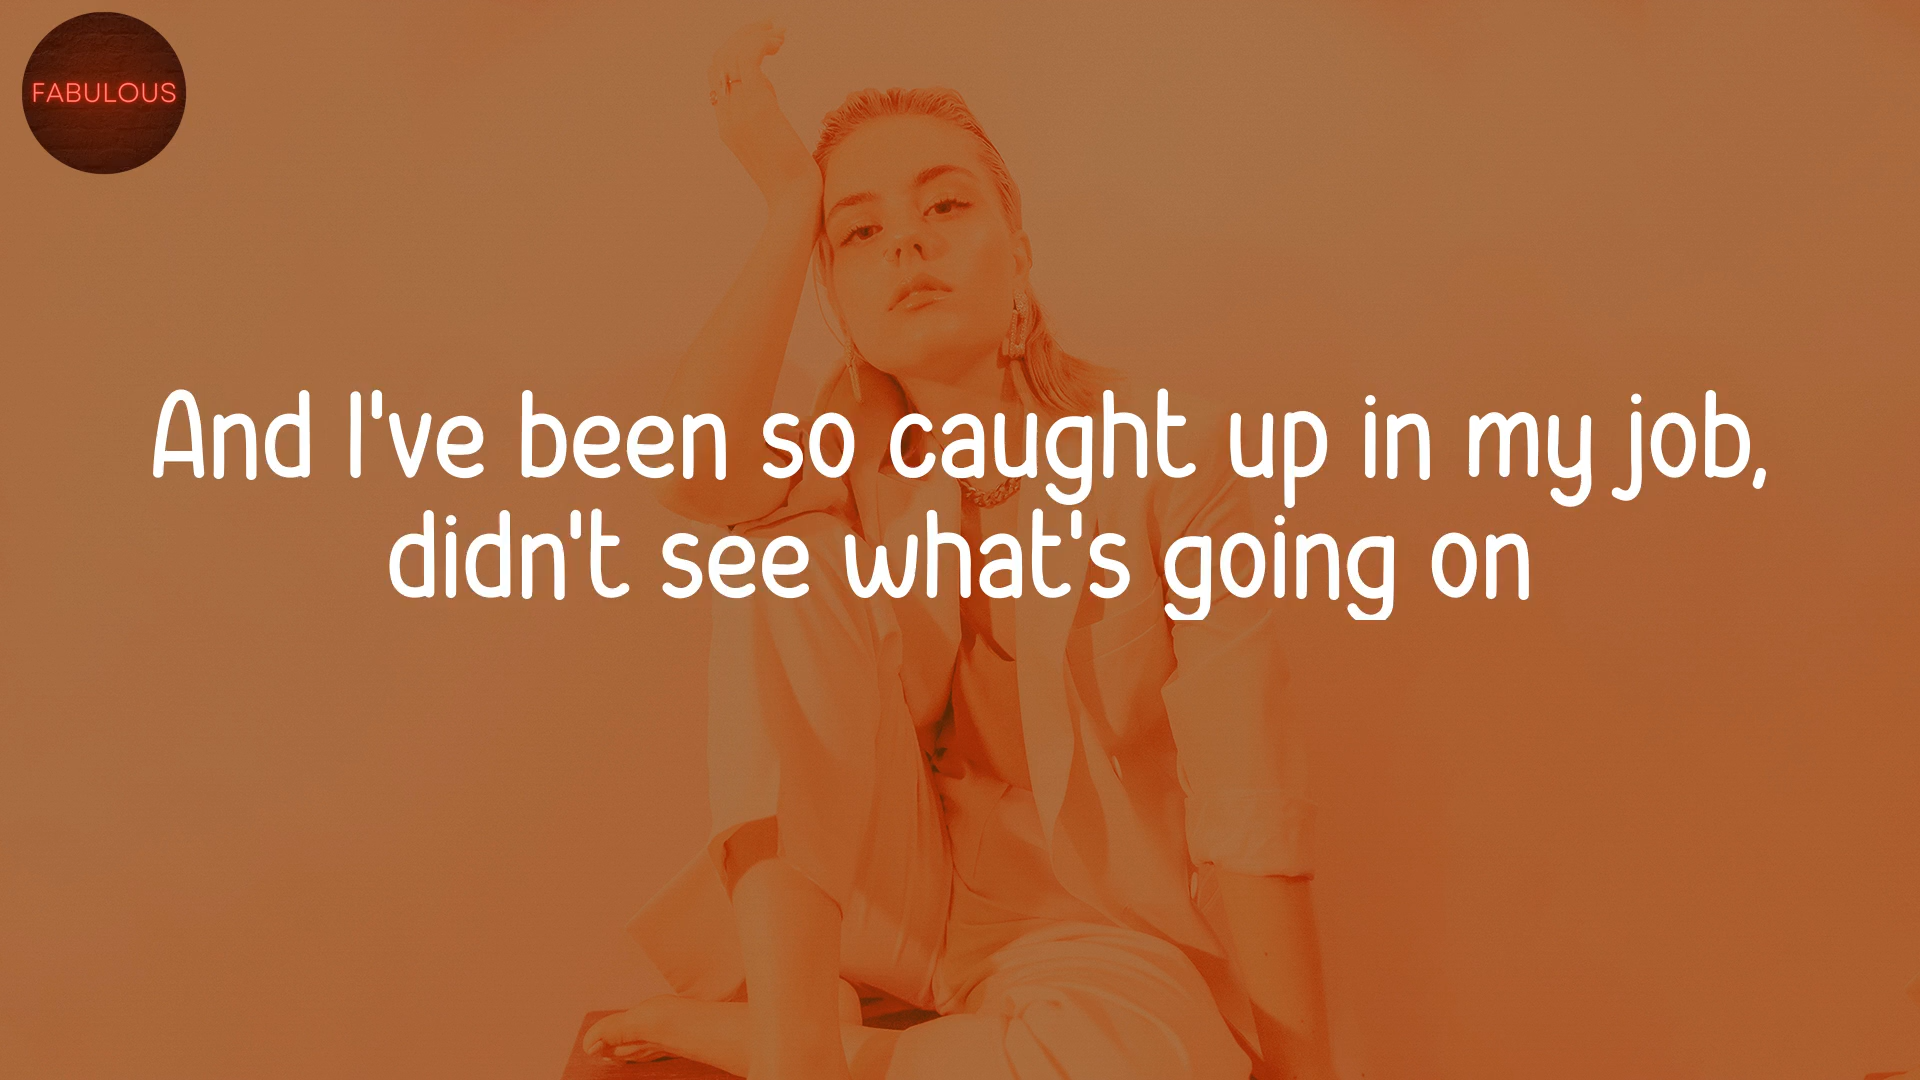 FABULOUS
And I've been so caught up in my job,
didn't see what's going on